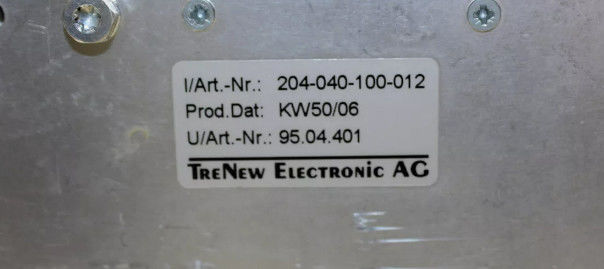 I/Art.-Nr.: 204-040-100-012
Prod.Dat: KW50/06
U/Art.-Nr.: 95.04.401
TreNew Electronic AG